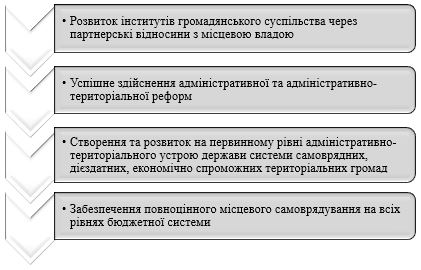 • Розвиток інститутів громадянського суспільства через
партнерські відносини з місцевою владою
• Успішне здійснення адміністративної та адміністративно-
територіальної реформ
• Створення та розвиток на первинному рівні адміністративно-
територіального устрою держави системи самоврядних,
дієздатних, економічно спроможних територіальних громад
• Забезпечення повноцінного місцевого самоврядування на всіх
рівнях бюджетної системи